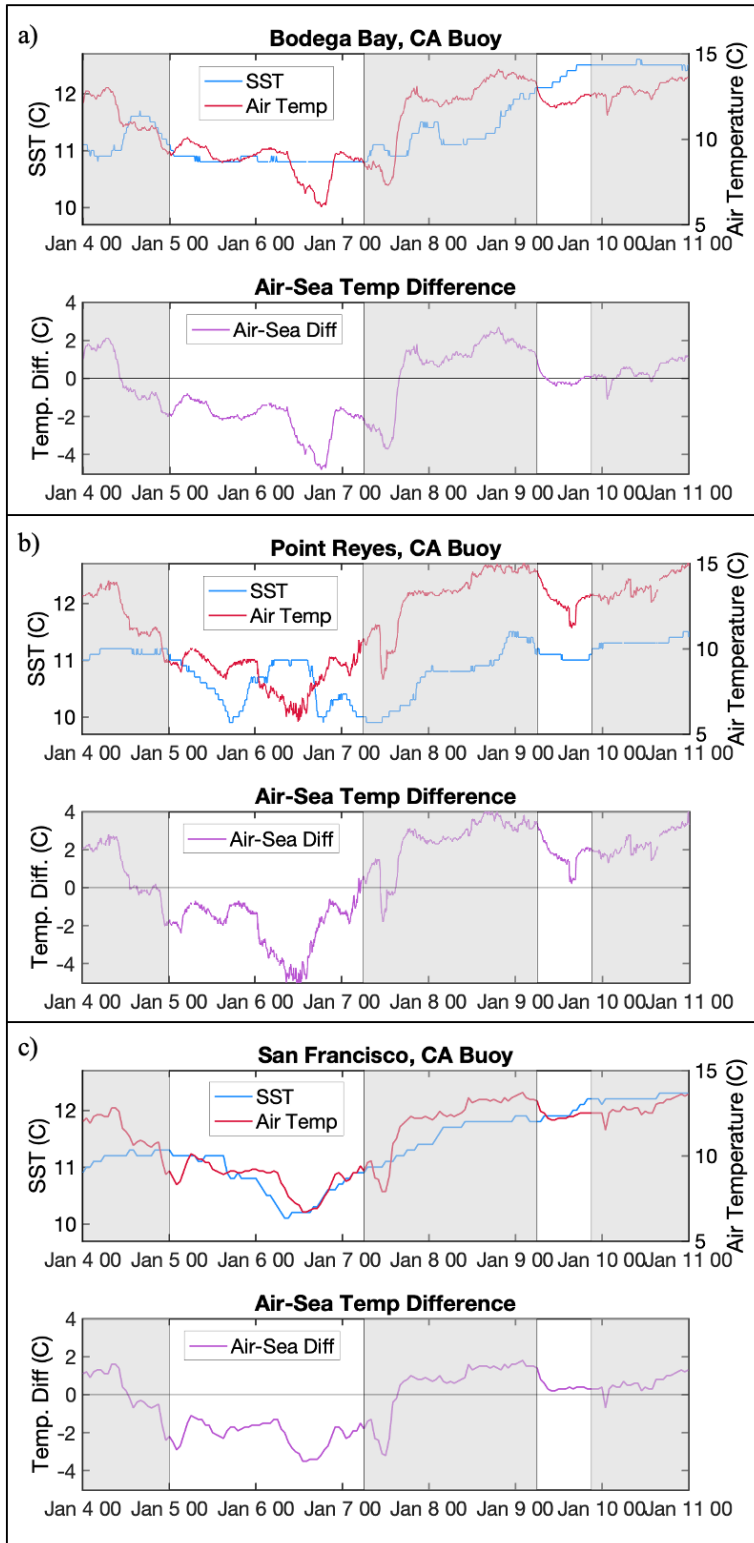 a)
Bodega Bay, CA Buoy
SST (C)
12
11
10
SST
Air Temp
15
10
5
Air Temperature (C)
Jan 4 00 Jan 5 00 Jan 6 00 Jan 7 00 Jan 8 00 Jan 9 00 Jan 10 00 Jan 11 00
Air-Sea Temp Difference
Temp. Diff. (C)
4
2
0
-2
-4
Air-Sea Diff
Jan 4 00 Jan 5 00 Jan 6 00 Jan 7 00 Jan 8 00 Jan 9 00 Jan 10 00 Jan 11 00
b)
Point Reyes, CA Buoy
SST (C)
12
11
10
SST
Air Temp
15
10
5
Air Temperature (C)
Jan 4 00 Jan 5 00 Jan 6 00 Jan 7 00 Jan 8 00 Jan 9 00 Jan 10 00 Jan 11 00
Air-Sea Temp Difference
Temp. Diff. (C)
4
2
0
-2
-4
Air-Sea Diff
Jan 4 00 Jan 5 00 Jan 6 00 Jan 7 00 Jan 8 00 Jan 9 00 Jan 10 00 Jan 11 00
c)
San Francisco, CA Buoy
SST (C)
12
11
10
SST
Air Temp
15
10
5
Air Temperature (C)
Jan 4 00 Jan 5 00 Jan 6 00 Jan 7 00 Jan 8 00 Jan 9 00 Jan 10 00 Jan 11 00
Air-Sea Temp Difference
Temp. Diff (C)
4
2
0
-2
-4
Air-Sea Diff
Jan 4 00 Jan 5 00 Jan 6 00 Jan 7 00 Jan 8 00 Jan 9 00 Jan 10 00 Jan 11 00